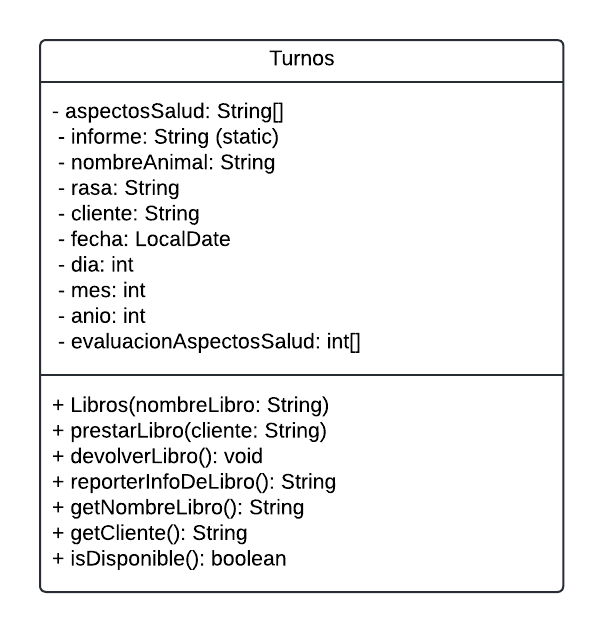 Turnos
- aspectosSalud: String[]
- informe: String (static)
- nombreAnimal: String
- rasa: String
- cliente: String
- fecha: LocalDate
- dia: int
- mes: int
- anio: int
- evaluacionAspectosSalud: int[]
+ Libros(nombreLibro: String)
+ prestarLibro(cliente: String)
+ devolverLibro(): void
+ reporterInfoDeLibro(): String
+ getNombreLibro(): String
+ getCliente(): String
+ isDisponible(): boolean